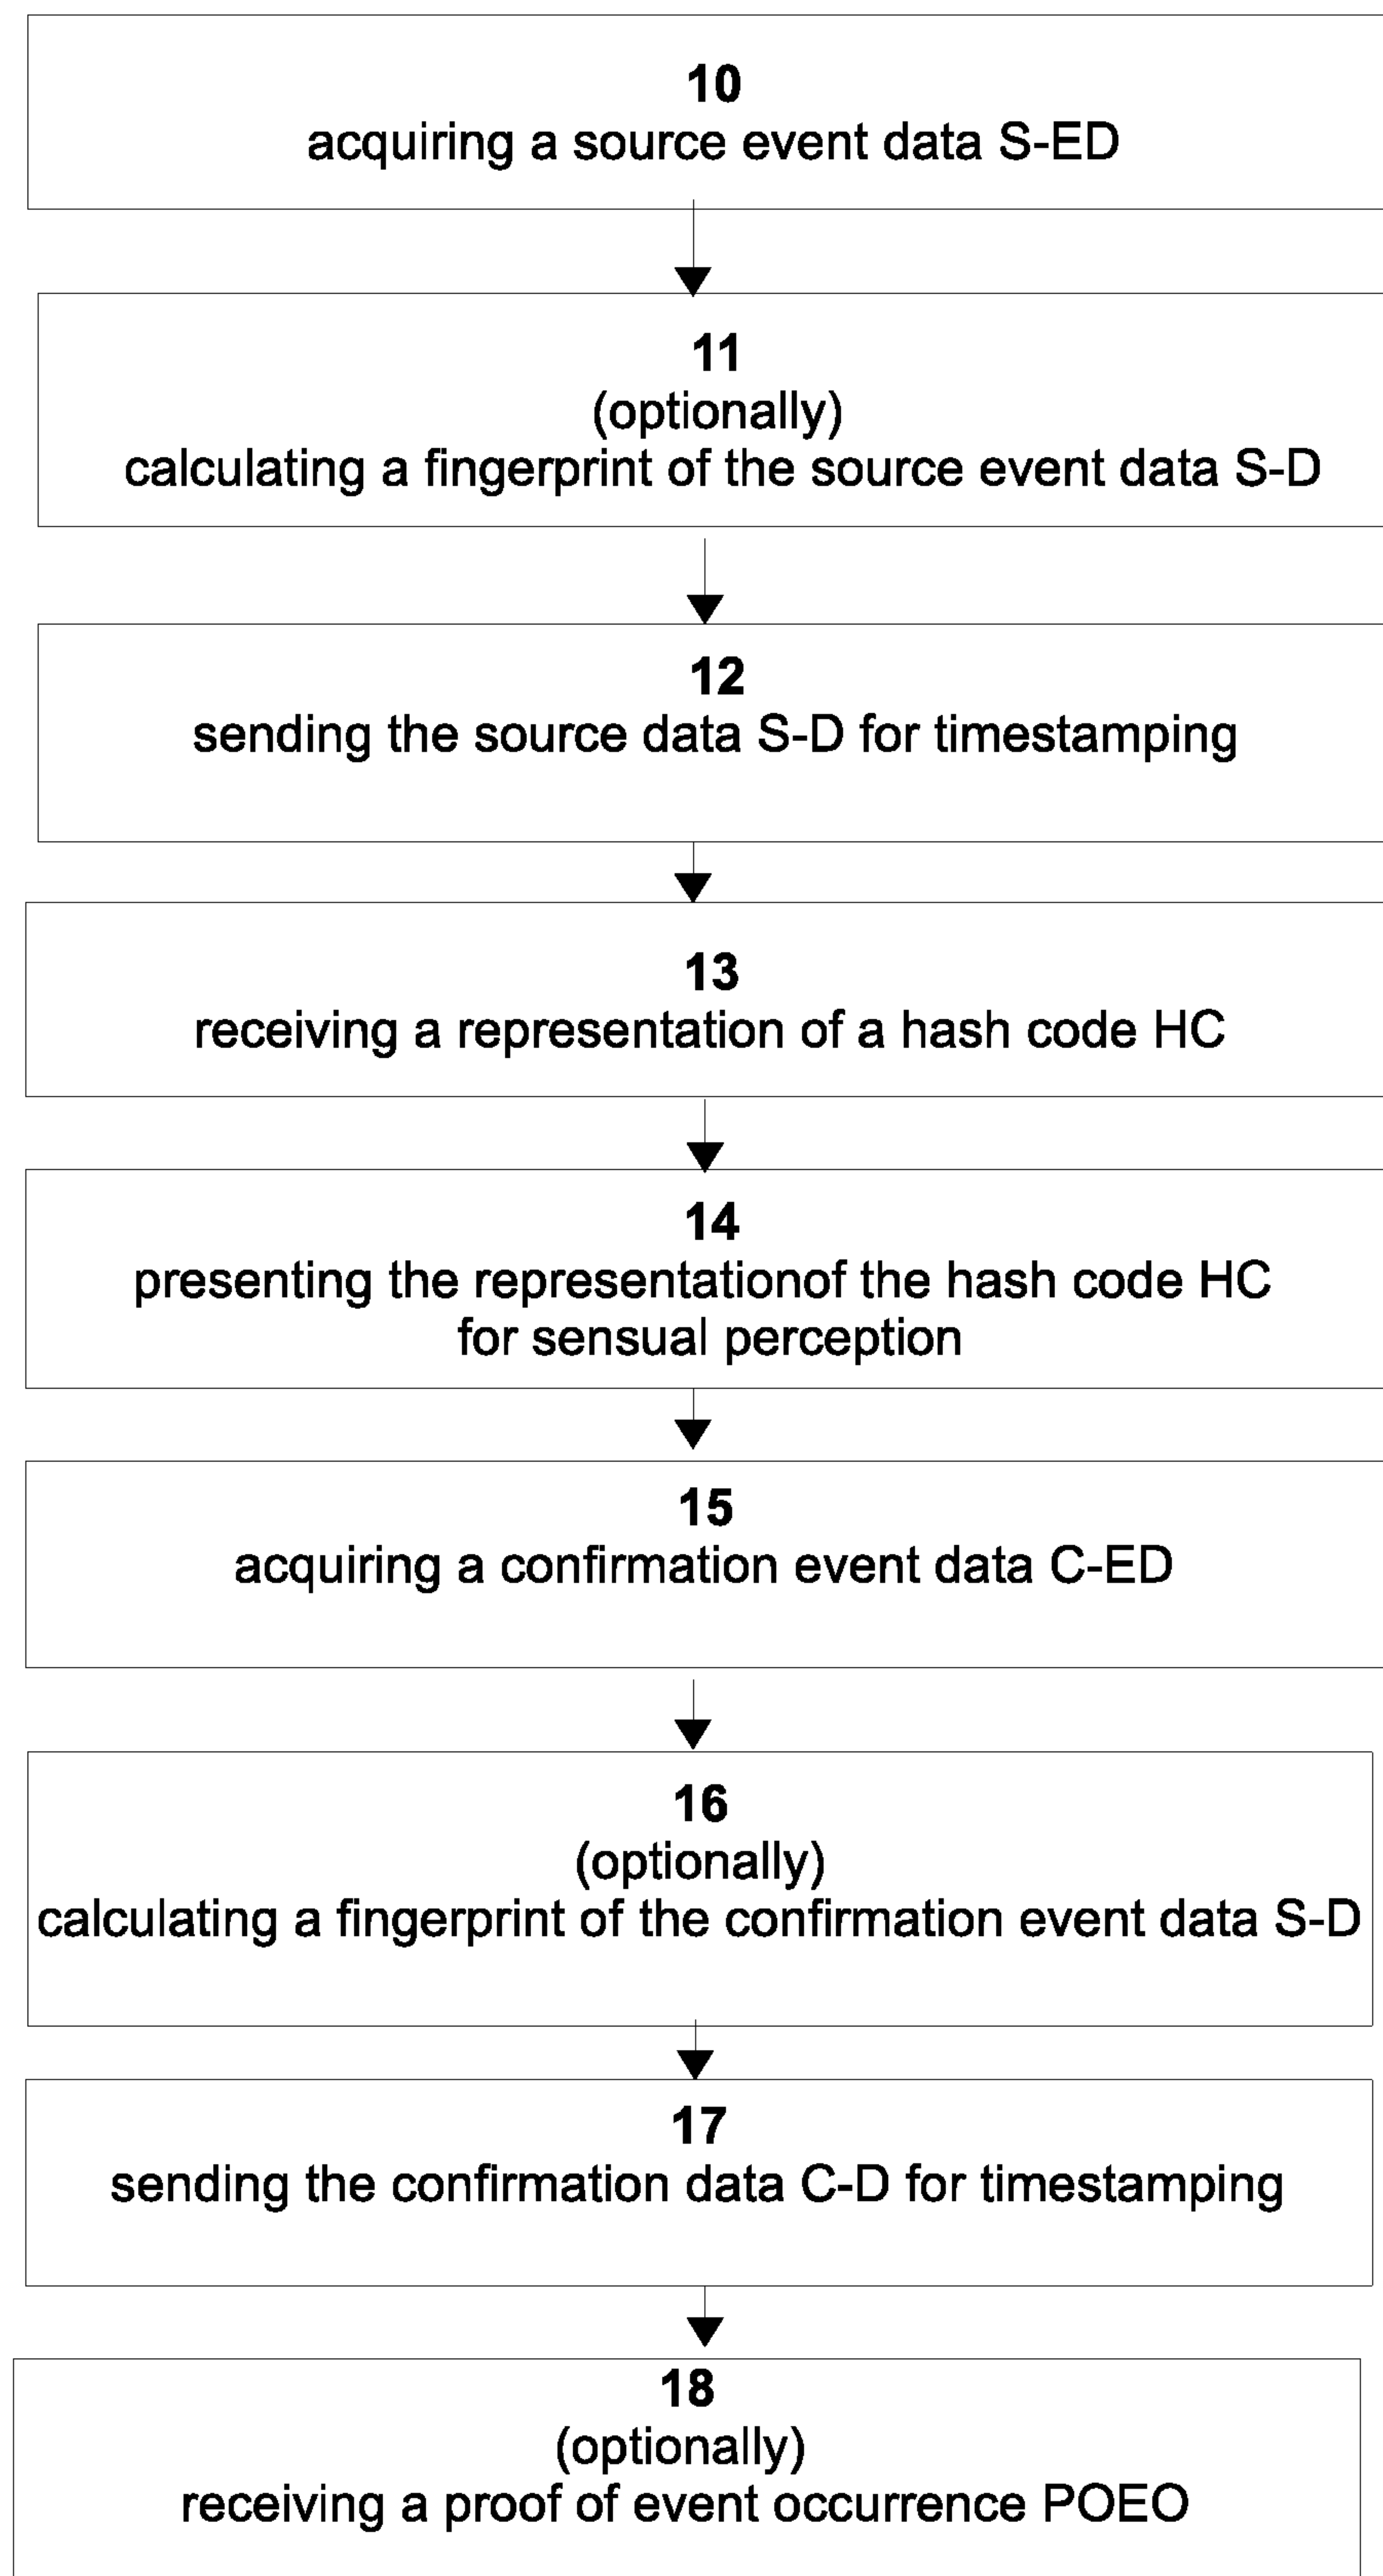 10
acquiring a source event data S-ED
11
(optionally)
calculating a fingerprint of the source event data S-D
12
sending the source data S-D for timestamping
13
receiving a representation of a hash code HC
14
presenting the representationof the hash code HC
for sensual perception
15
acquiring a confirmation event data C-ED
16
(optionally)
calculating a fingerprint of the confirmation event data S-D
17
sending the confirmation data C-D for timestamping
18
(optionally)
receiving a proof of event occurrence POEO